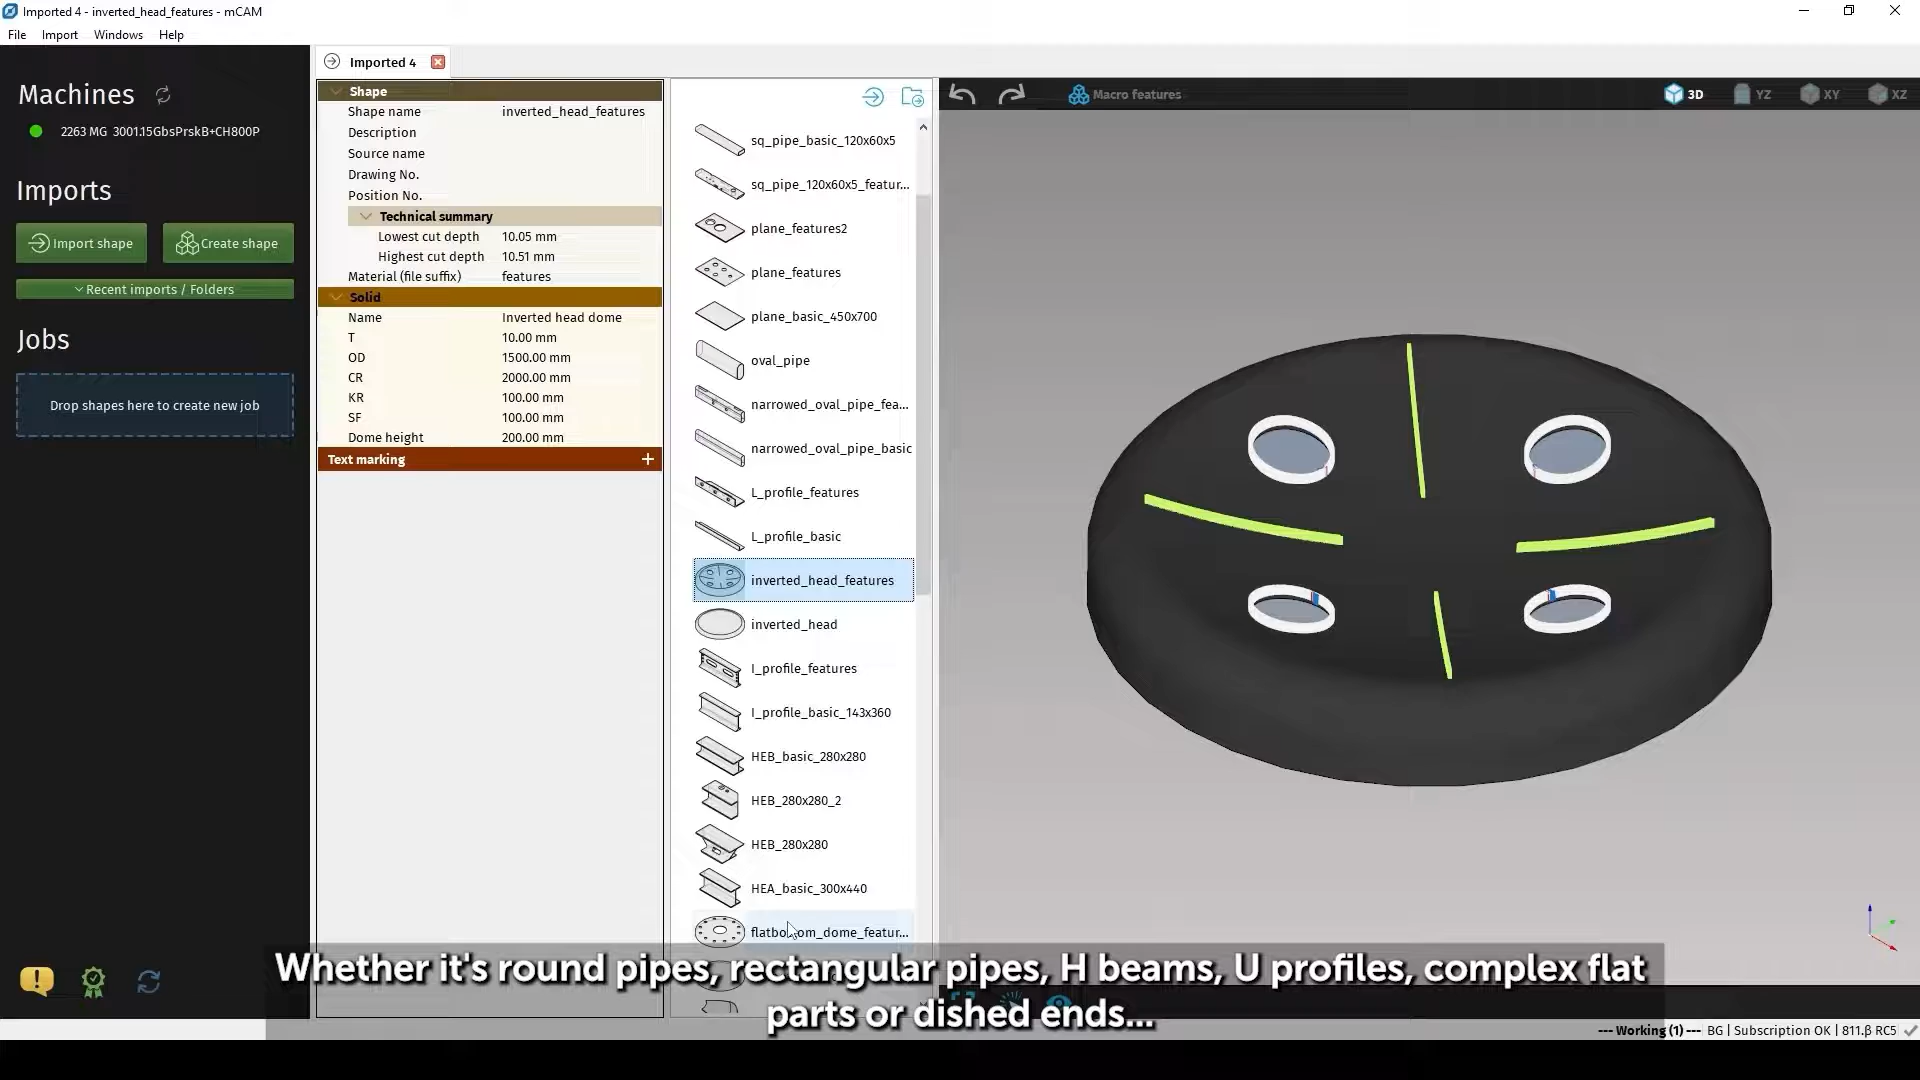 Imported 4 - inverted_head_features - mCAM
File Import Windows Help
Machines
2263 MG 3001.15GbsPrskB+CH800P
Imports
Import shape
Create shape
Recent imports / Folders
Jobs
Drop shapes here to create new job
Imported 4
Shape
Shape name inverted_head_features
Description
Source name
Drawing No.
Position No.
Technical summary
Lowest cut depth 10.05 mm
Highest cut depth 10.51 mm
Material (file suffix) features
Solid
Name Inverted head dome
T 10.00 mm
OD 1500.00 mm
CR 2000.00 mm
KR 100.00 mm
SF 100.00 mm
Dome height 200.00 mm
Text marking +
sq_pipe_basic_120x60x5
sq_pipe_120x60x5_featur...
plane_features2
plane_features
plane_basic_450x700
oval_pipe
narrowed_oval_pipe_fea...
narrowed_oval_pipe_basic
L_profile_features
L_profile_basic
inverted_head_features
inverted_head
I_profile_features
I_profile_basic_143x360
HEB_basic_280x280
HEB_280x280_2
HEB_280x280
HEA_basic_300x440
flatbottom_dome_featur...
Macro features
3D YZ XY XZ
Whether it's round pipes, rectangular pipes, H beams, U profiles, complex flat
parts or dished ends...
--- Working (1) --- BG | Subscription OK | 811.β RC5